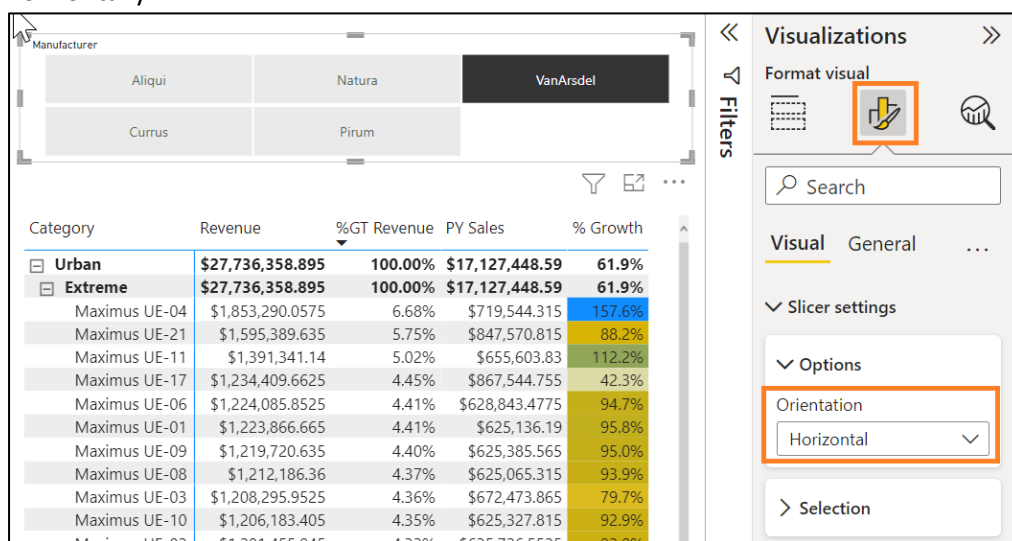 Manufacturer
Aliqui Natura VanArsdel
Currus Pirum
Category Revenue %GT Revenue PY Sales % Growth
Urban $27,736,358.895 100.00% $17,127,448.59 61.9%
Extreme $27,736,358.895 100.00% $17,127,448.59 61.9%
Maximus UE-04 $1,853,290.0575 6.68% $719,544.315 157.6%
Maximus UE-21 $1,595,389.635 5.75% $847,570.815 88.2%
Maximus UE-11 $1,391,341.14 5.02% $655,603.83 112.2%
Maximus UE-17 $1,234,409.6625 4.45% $867,544.755 42.3%
Maximus UE-06 $1,224,085.8525 4.41% $628,843.4775 94.7%
Maximus UE-01 $1,223,866.665 4.41% $625,136.19 95.8%
Maximus UE-09 $1,219,720.635 4.40% $625,385.565 95.0%
Maximus UE-08 $1,212,186.36 4.37% $625,065.315 93.9%
Maximus UE-03 $1,208,295.9525 4.36% $672,473.865 79.7%
Maximus UE-10 $1,206,183.405 4.35% $625,327.815 92.9%
Filters
Visualizations
Format visual
Search
Visual General ...
Slicer settings
Options
Orientation
Horizontal
Selection